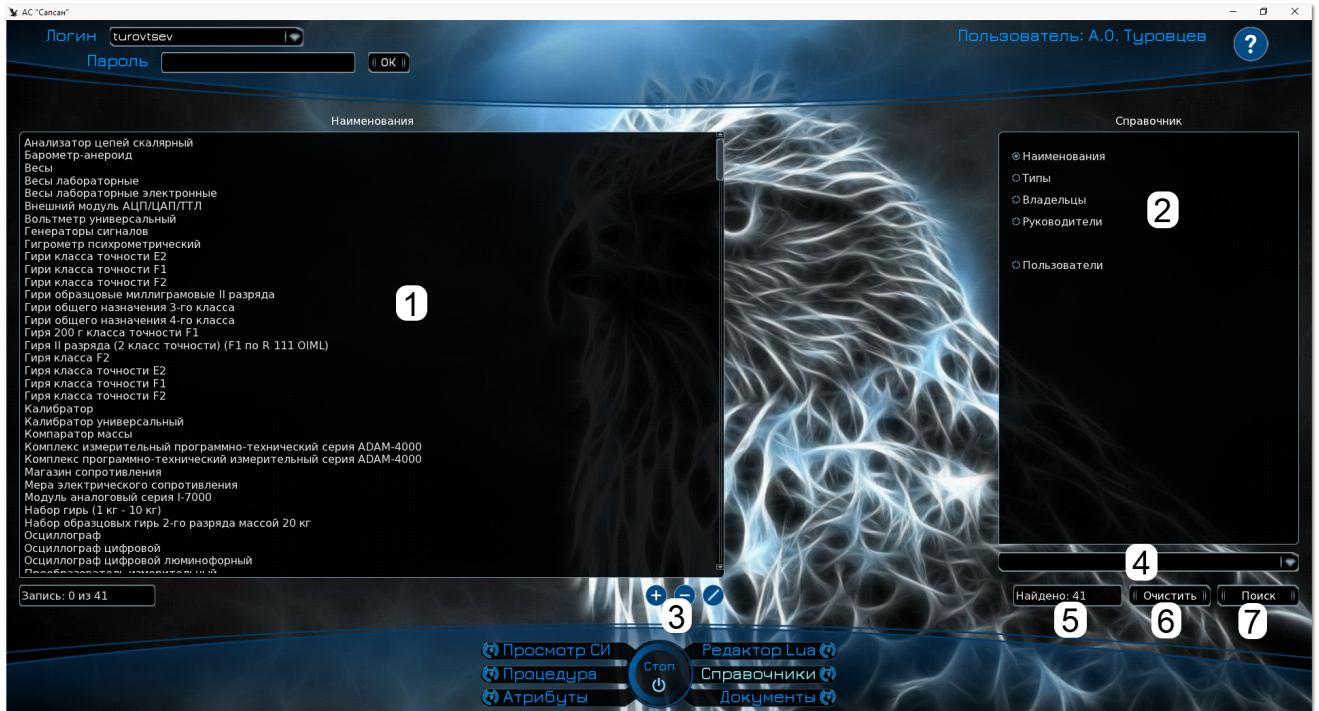 АС "Сапсан"
Логин turovtsev
Пользователь: А.О. Туровцев
?
Пароль
ОК
Наименования
Анализатор цепей скалярный
Барометр-анероид
Весы
Весы лабораторные
Весы лабораторные электронные
Внешний модуль АЦП/ЦАП/ТТЛ
Вольтметр универсальный
Генераторы сигналов
Гигрометр психрометрический
Гири класса точности E2
Гири класса точности F1
Гири класса точности F2
Гири образцовые миллиграмовые II разряда
Гири общего назначения 3-го класса
Гири общего назначения 4-го класса
Гиря 200 г класса точности F1
Гиря II разряда (2 класс точности) (F1 по R 111 OIML)
Гиря класса F2
Гиря класса точности E2
Гиря класса точности F1
Гиря класса точности F2
Калибратор
Калибратор универсальный
Компаратор массы
Комплекс измерительный программно-технический серия ADAM-4000
Комплекс программно-технический измерительный серия ADAM-4000
Магазин сопротивления
Мера электрического сопротивления
Модуль аналоговый серия I-7000
Набор гирь (1 кг - 10 кг)
Набор образцовых гирь 2-го разряда массой 20 кг
Осциллограф
Осциллограф цифровой
Осциллограф цифровой люминофорный
Преобразователь измерительный
1
Справочник
Наименования
Типы
Владельцы
Руководители
Пользователи
2
Запись: 0 из 41
3
4
Найдено: 41
Очистить
Поиск
5
6
7
Просмотр СИ
Процедура
Атрибуты
Стоп
Редактор Lua
Справочники
Документы